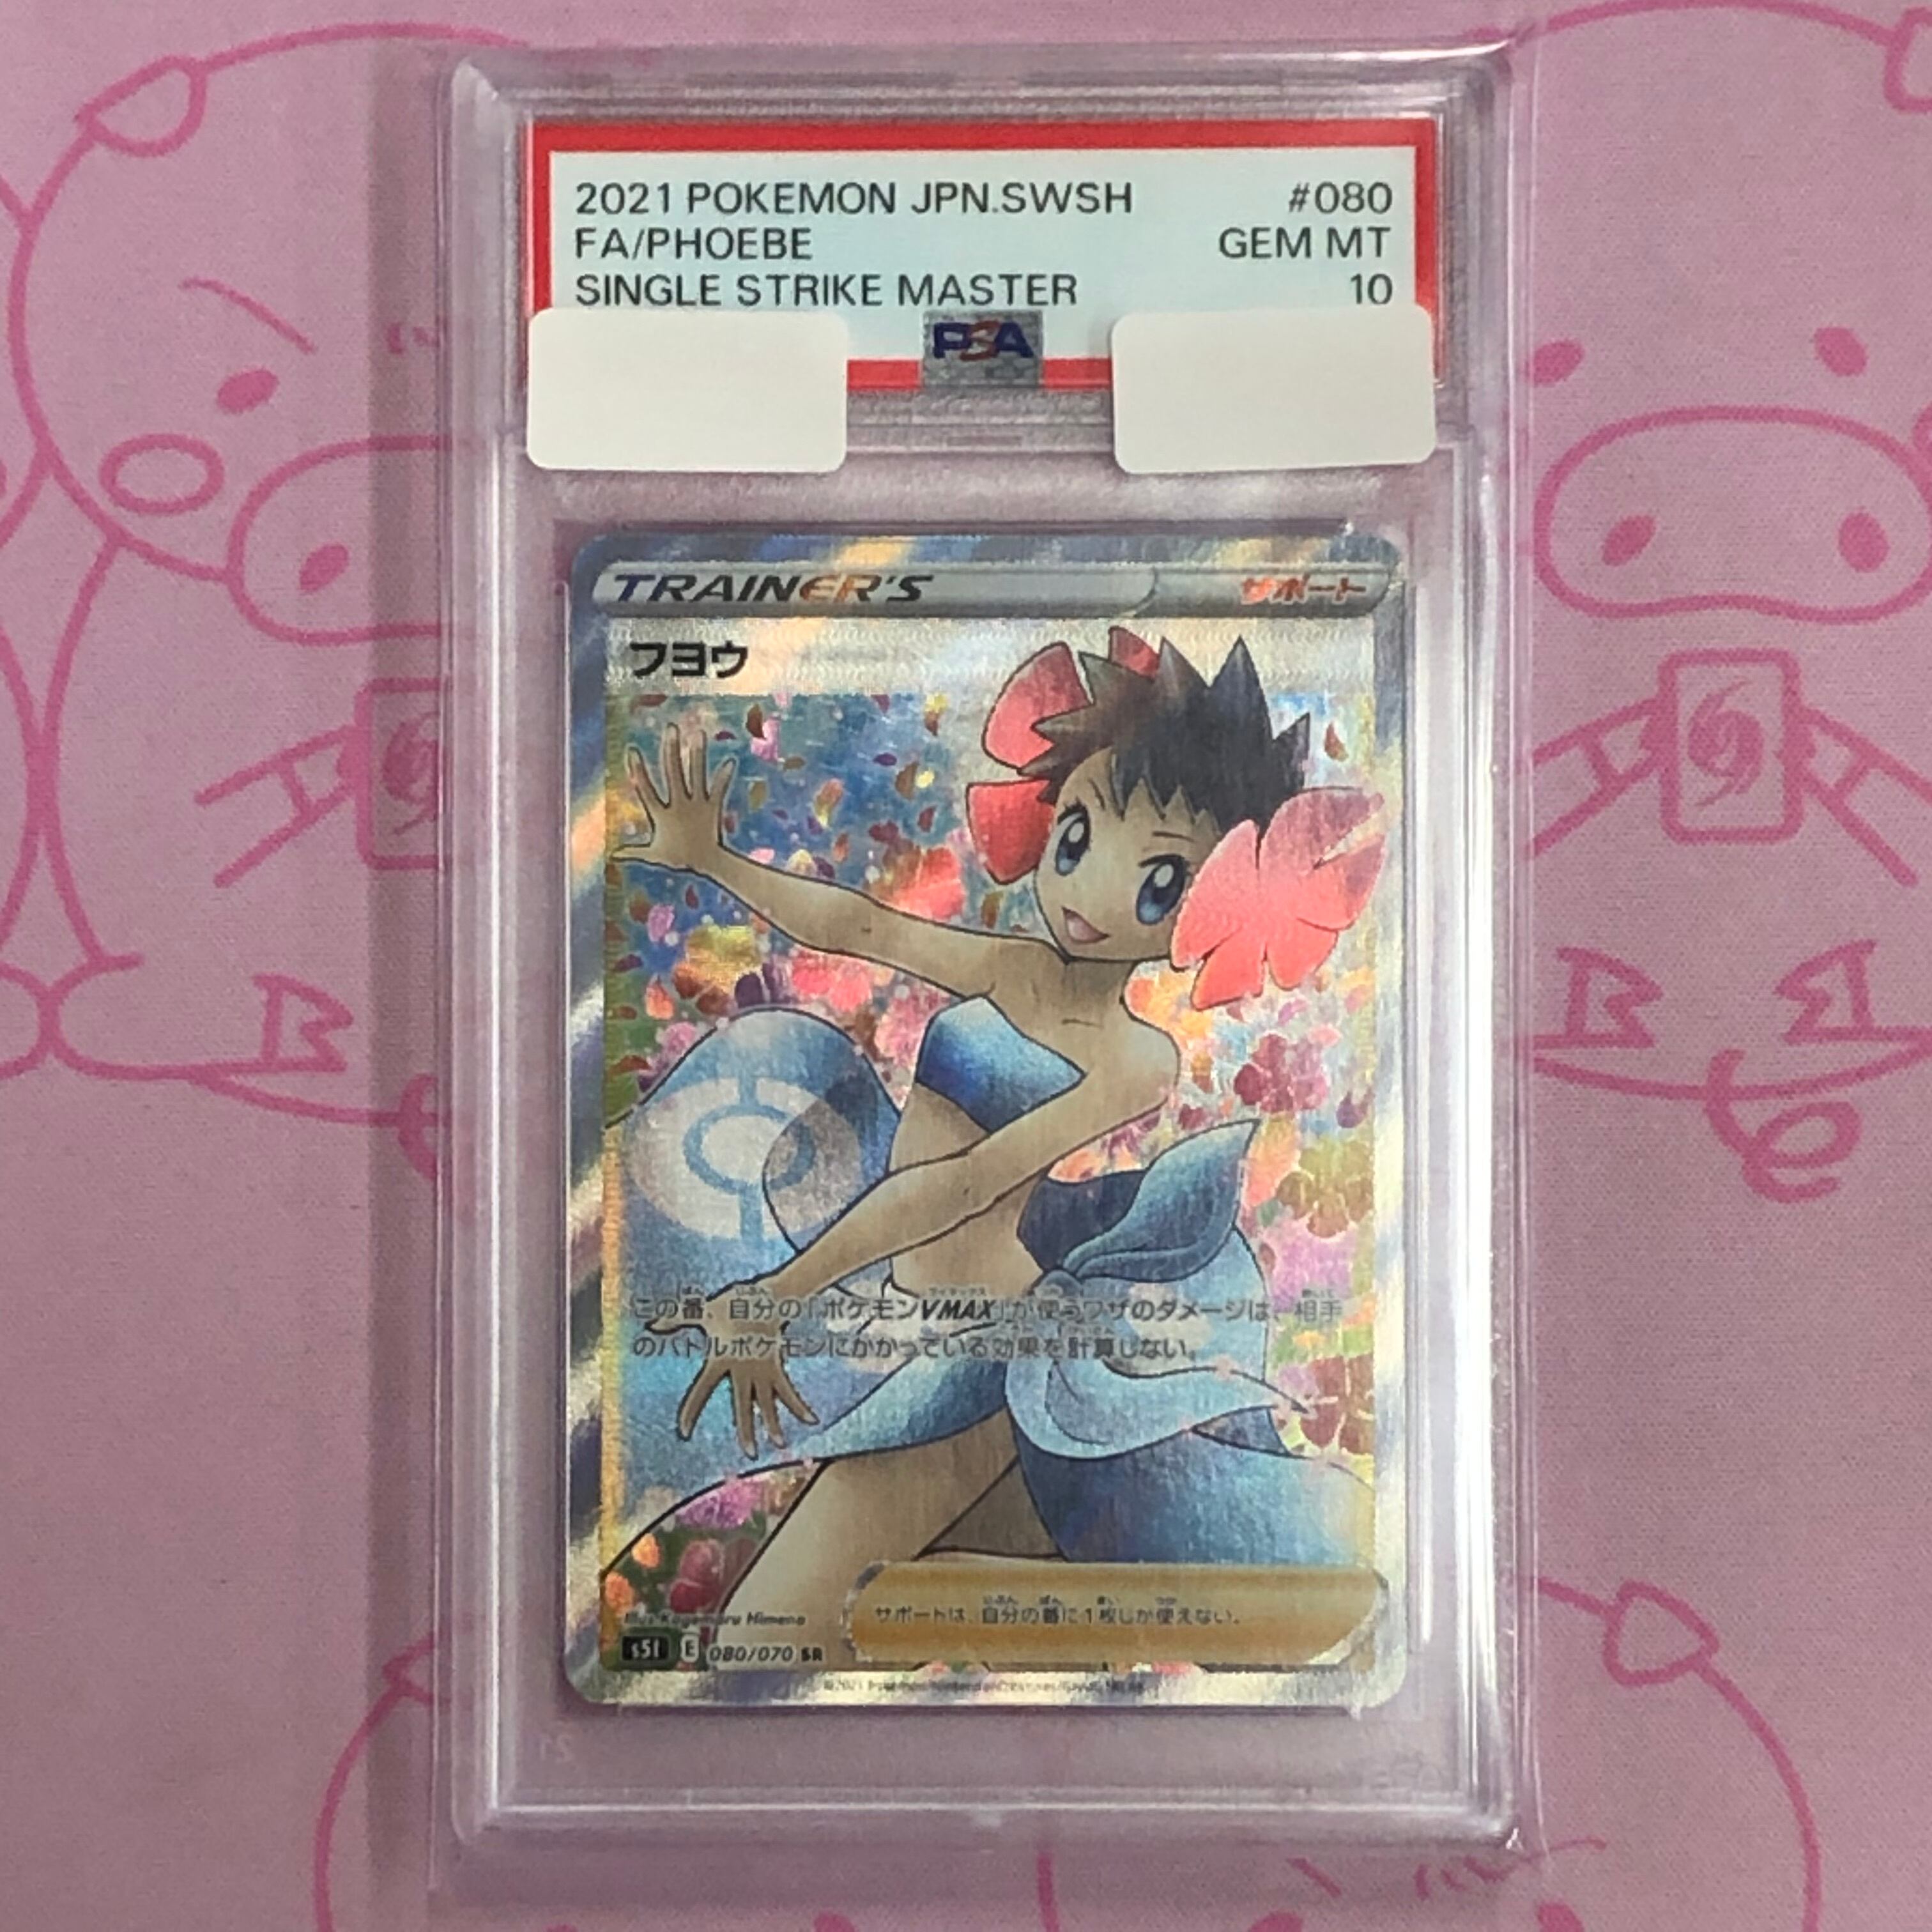 2021 POKEMON JPN.SWSH #080
FA/PHOEBE GEM MT
SINGLE STRIKE MASTER 10
PSA
TRAINER'S サポート
フヨウ
この番、自分の「ポケモンVMAX」が使うワザのダメージは、相手
のバトルポケモンにかかっている効果を計算しない。
サポートは、自分の番に1枚しか使えない。
Illus. Kagemaru Himeno
s5I E 080/070 SR